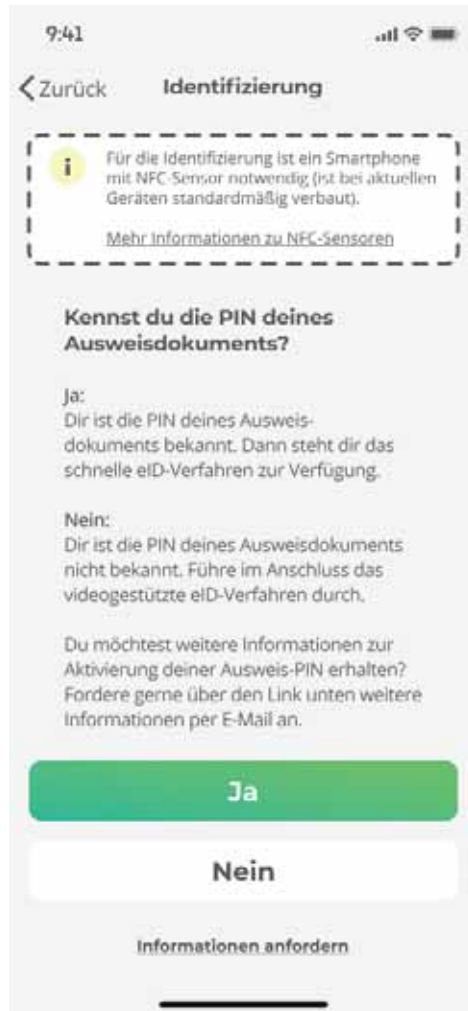 9:41
Zurück
Identifizierung
i
Für die Identifizierung ist ein Smartphone
mit NFC-Sensor notwendig (ist bei aktuellen
Geräten standardmäßig verbaut).
Mehr Informationen zu NFC-Sensoren
Kennst du die PIN deines
Ausweisdokuments?
Ja:
Dir ist die PIN deines Ausweis-
dokuments bekannt. Dann steht dir das
schnelle eID-Verfahren zur Verfügung.
Nein:
Dir ist die PIN deines Ausweisdokuments
nicht bekannt. Führe im Anschluss das
videogestützte eID-Verfahren durch.
Du möchtest weitere Informationen zur
Aktivierung deiner Ausweis-PIN erhalten?
Fordere gerne über den Link unten weitere
Informationen per E-Mail an.
Ja
Nein
Informationen anfordern